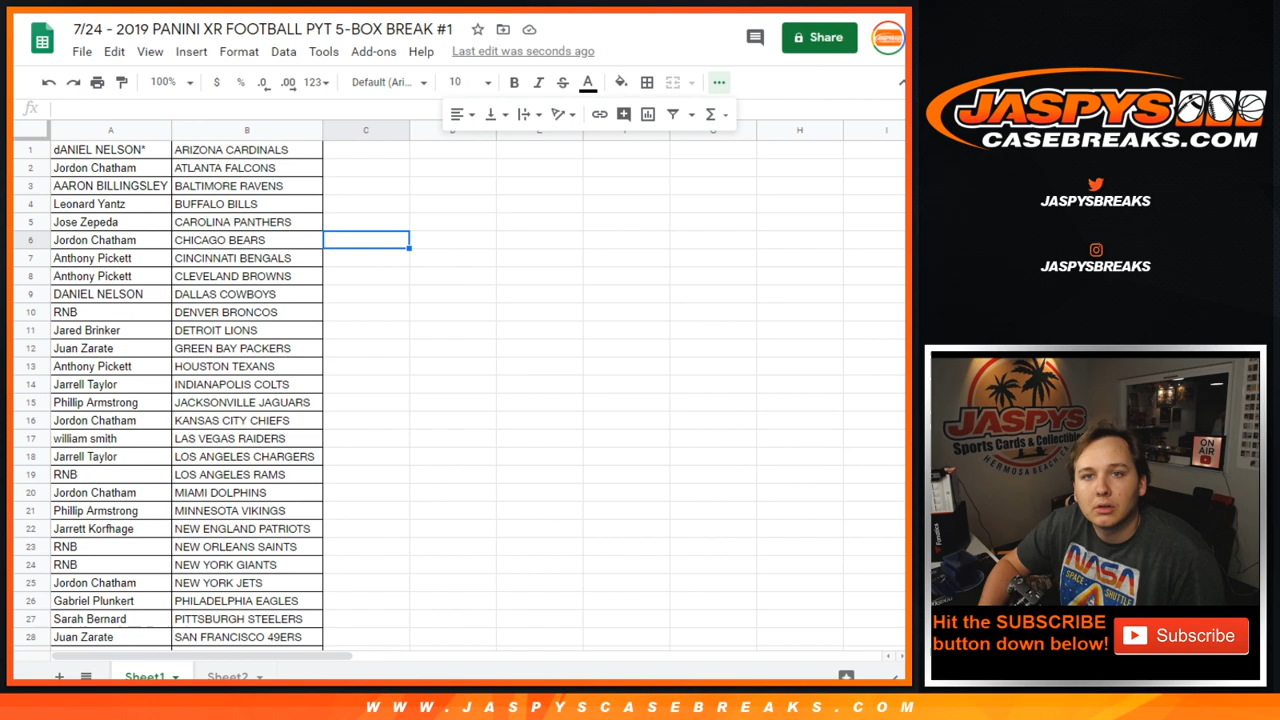 7/24 - 2019 PANINI XR FOOTBALL PYT 5-BOX BREAK #1
File Edit View Insert Format Data Tools Add-ons Help Last edit was seconds ago
Share
100% $ % .0 .00 123 Default (Ari... 10 B I S A
fx
A B C D E F G H I
1 dANIEL NELSON* ARIZONA CARDINALS
2 Jordon Chatham ATLANTA FALCONS
3 AARON BILLINGSLEY BALTIMORE RAVENS
4 Leonard Yantz BUFFALO BILLS
5 Jose Zepeda CAROLINA PANTHERS
6 Jordon Chatham CHICAGO BEARS
7 Anthony Pickett CINCINNATI BENGALS
8 Anthony Pickett CLEVELAND BROWNS
9 DANIEL NELSON DALLAS COWBOYS
10 RNB DENVER BRONCOS
11 Jared Brinker DETROIT LIONS
12 Juan Zarate GREEN BAY PACKERS
13 Anthony Pickett HOUSTON TEXANS
14 Jarrell Taylor INDIANAPOLIS COLTS
15 Phillip Armstrong JACKSONVILLE JAGUARS
16 Jordon Chatham KANSAS CITY CHIEFS
17 william smith LAS VEGAS RAIDERS
18 Jarrell Taylor LOS ANGELES CHARGERS
19 RNB LOS ANGELES RAMS
20 Jordon Chatham MIAMI DOLPHINS
21 Phillip Armstrong MINNESOTA VIKINGS
22 Jarrett Korfhage NEW ENGLAND PATRIOTS
23 RNB NEW ORLEANS SAINTS
24 RNB NEW YORK GIANTS
25 Jordon Chatham NEW YORK JETS
26 Gabriel Plunkert PHILADELPHIA EAGLES
27 Sarah Bernard PITTSBURGH STEELERS
28 Juan Zarate SAN FRANCISCO 49ERS
Sheet1 Sheet2
JASPYS
CASEBREAKS.COM
JASPYSBREAKS
JASPYSBREAKS
JASPYS
Sports Cards & Collectibles
HERMOSA BEACH, CA
ON AIR
Fanatics
NASA
SPACE SHUTTLE
Hit the SUBSCRIBE
button down below!
Subscribe
WWW.JASPYSCASEBREAKS.COM